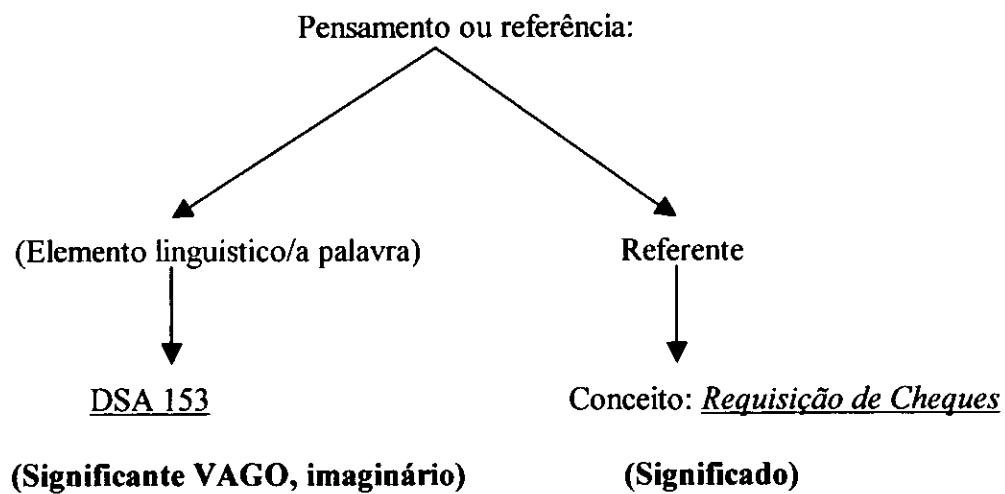 Pensamento ou referência:
(Elemento linguistico/a palavra) Referente
DSA 153 Conceito: Requisição de Cheques
(Significante VAGO, imaginário) (Significado)